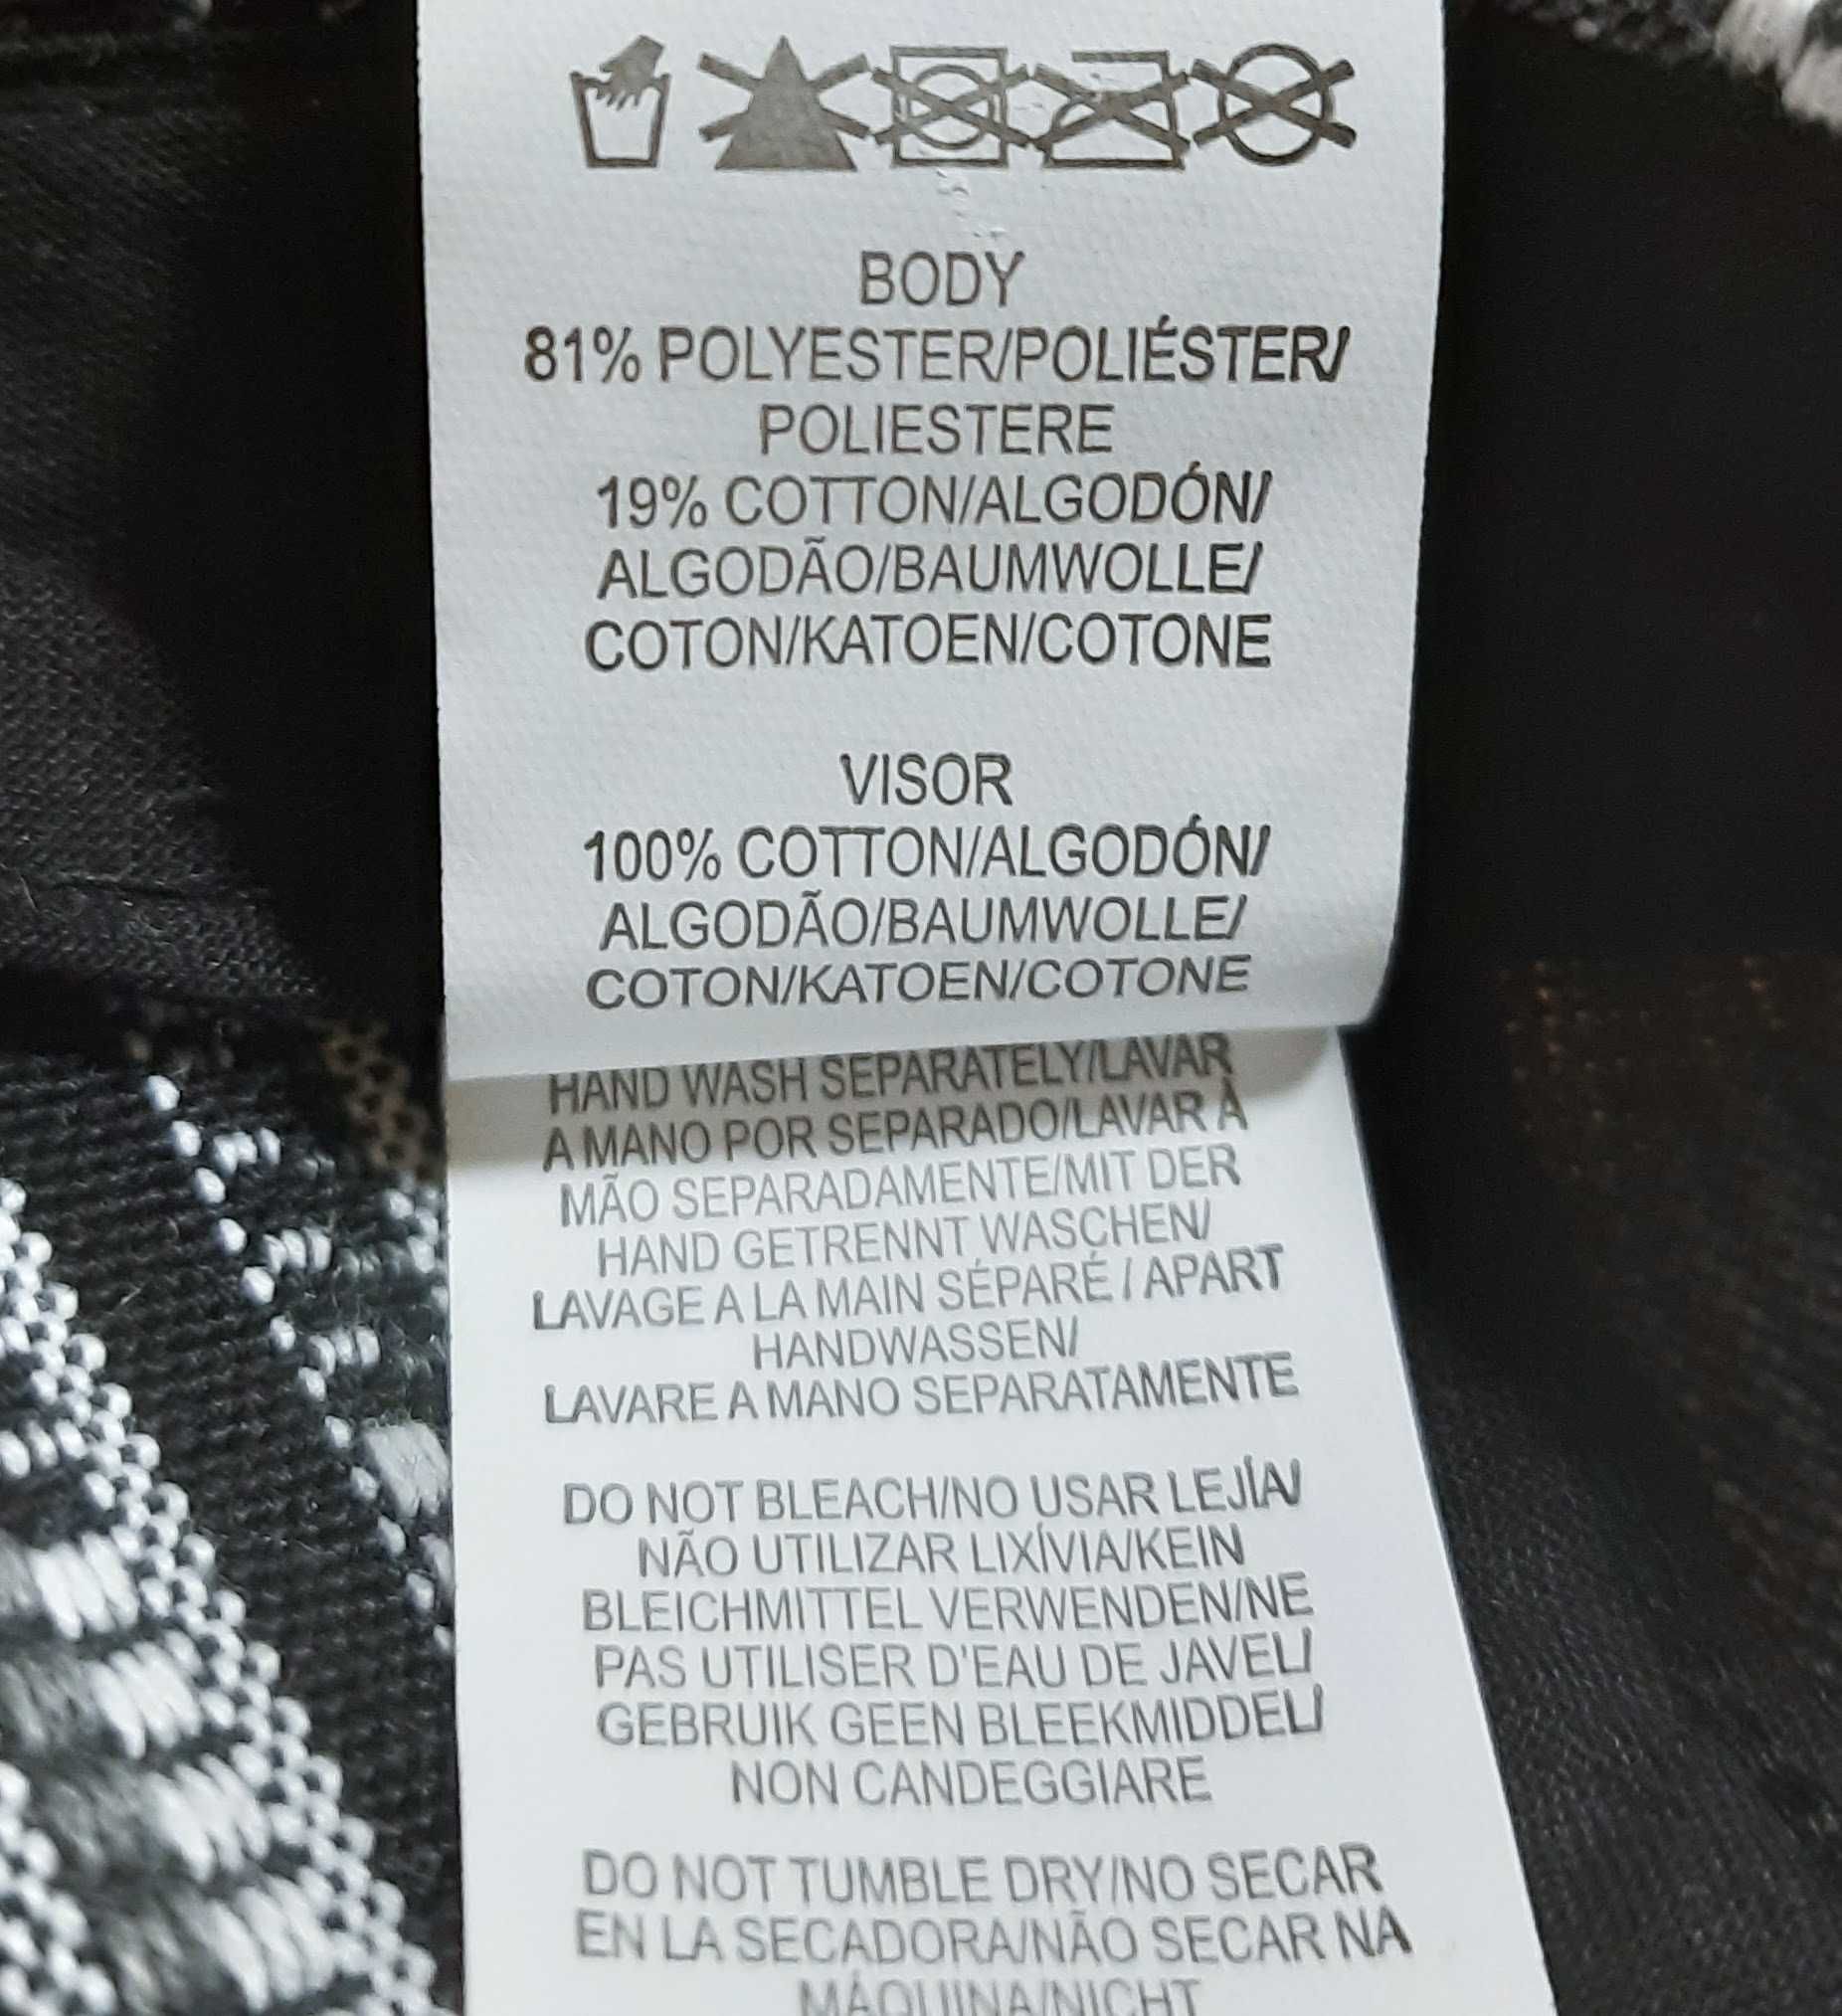 BODY
81% POLYESTER/POLIÉSTER/
POLIESTERE
19% COTTON/ALGODÓN/
ALGODÃO/BAUMWOLLE/
COTON/KATOEN/COTONE
VISOR
100% COTTON/ALGODÓN/
ALGODÃO/BAUMWOLLE/
COTON/KATOEN/COTONE
HAND WASH SEPARATELY/LAVAR
A MANO POR SEPARADO/LAVAR À
MÃO SEPARADAMENTE/MIT DER
HAND GETRENNT WASCHEN/
LAVAGE A LA MAIN SÉPARÉ / APART
HANDWASSEN/
LAVARE A MANO SEPARATAMENTE
DO NOT BLEACH/NO USAR LEJÍA/
NÃO UTILIZAR LIXÍVIA/KEIN
BLEICHMITTEL VERWENDEN/NE
PAS UTILISER D'EAU DE JAVEL/
GEBRUIK GEEN BLEEKMIDDEL/
NON CANDEGGIARE
DO NOT TUMBLE DRY/NO SECAR
EN LA SECADORA/NÃO SECAR NA
MÁQUINA/NICHT